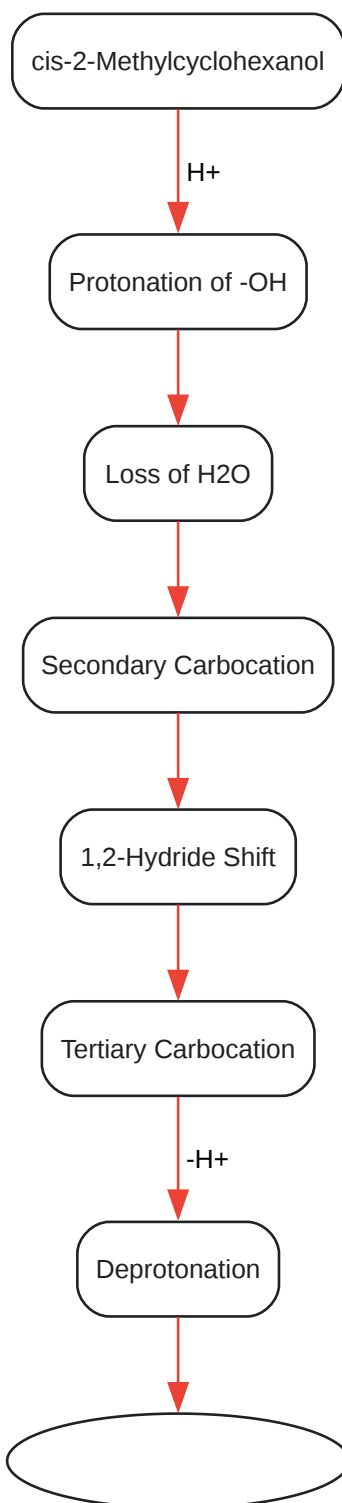 cis-2-Methylcyclohexanol
H+
Protonation of -OH
Loss of H2O
Secondary Carbocation
1,2-Hydride Shift
Tertiary Carbocation
-H+
Deprotonation